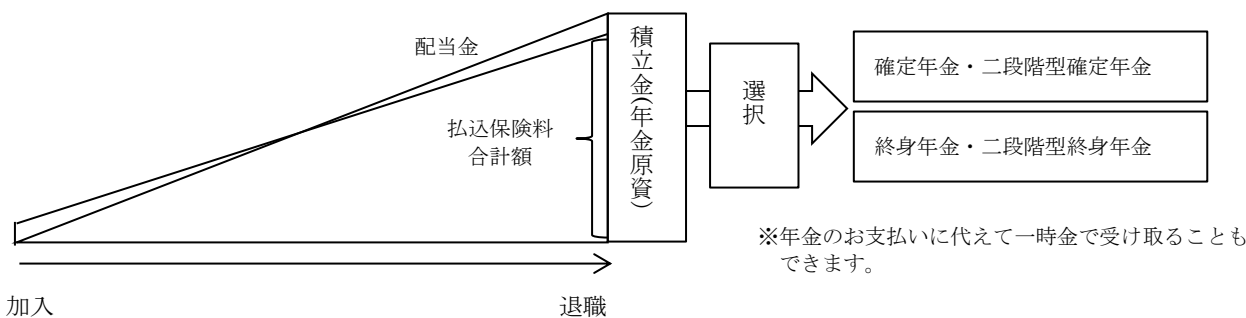 配当金
払込保険料
合計額
積立金(年金原資)
選択
確定年金・二段階型確定年金
終身年金・二段階型終身年金
※年金のお支払いに代えて一時金で受け取ることも
できます。
加入
退職